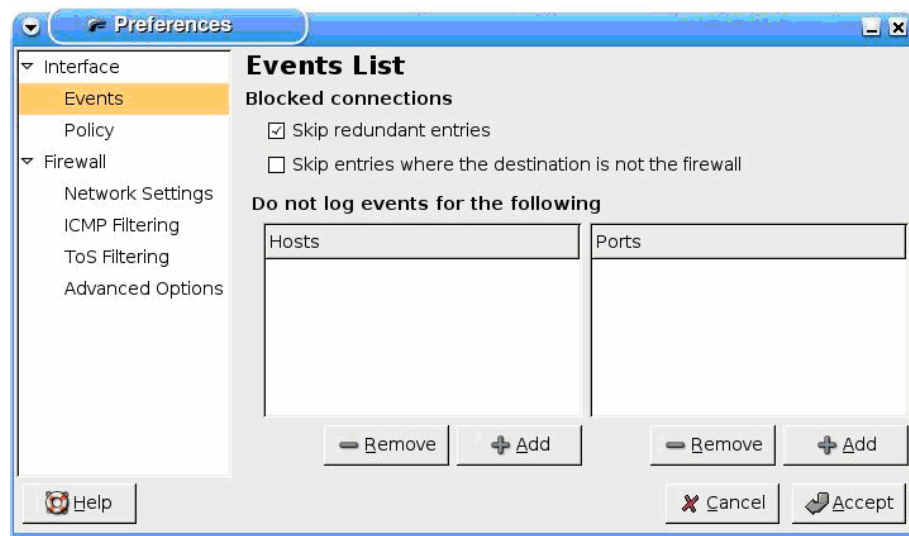 Preferences
Interface
Events
Policy
Firewall
Network Settings
ICMP Filtering
ToS Filtering
Advanced Options
Events List
Blocked connections
Skip redundant entries
Skip entries where the destination is not the firewall
Do not log events for the following
Hosts
Ports
Remove
Add
Remove
Add
Help
Cancel
Accept